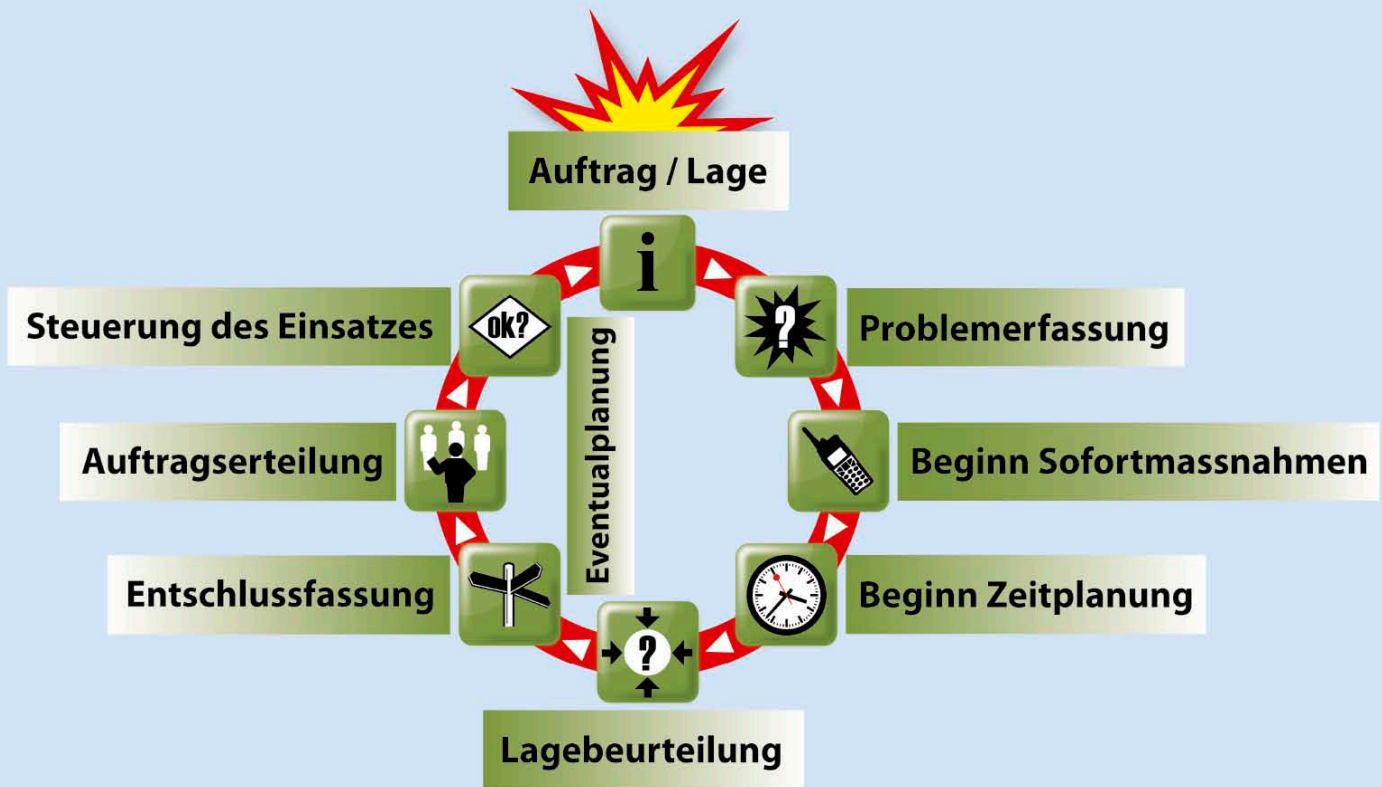 Auftrag / Lage
i
?
Problemerfassung
Beginn Sofortmassnahmen
Beginn Zeitplanung
?
Lagebeurteilung
Entschlussfassung
Auftragserteilung
ok?
Steuerung des Einsatzes
Eventualplanung